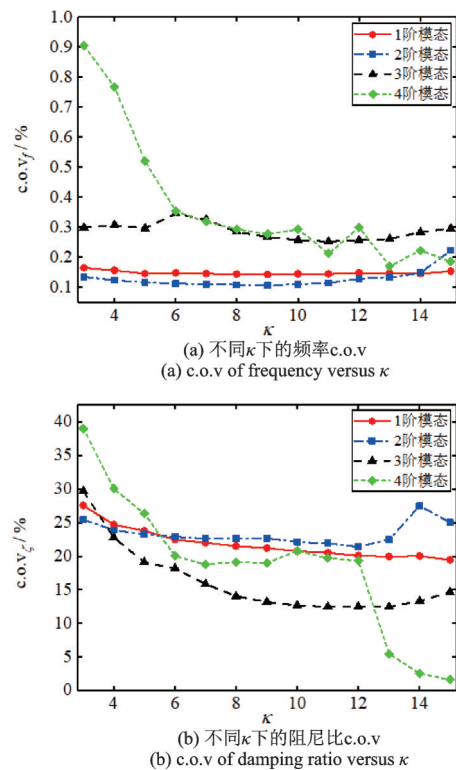 1.0
0.9
0.8
0.7
0.6
0.5
0.4
0.3
0.2
0.1
c.o.v_f / %
1阶模态
2阶模态
3阶模态
4阶模态
4 6 8 10 12 14
κ
(a) 不同κ下的频率c.o.v
(a) c.o.v of frequency versus κ
40
35
30
25
20
15
10
5
0
c.o.v_ζ / %
1阶模态
2阶模态
3阶模态
4阶模态
4 6 8 10 12 14
κ
(b) 不同κ下的阻尼比c.o.v
(b) c.o.v of damping ratio versus κ